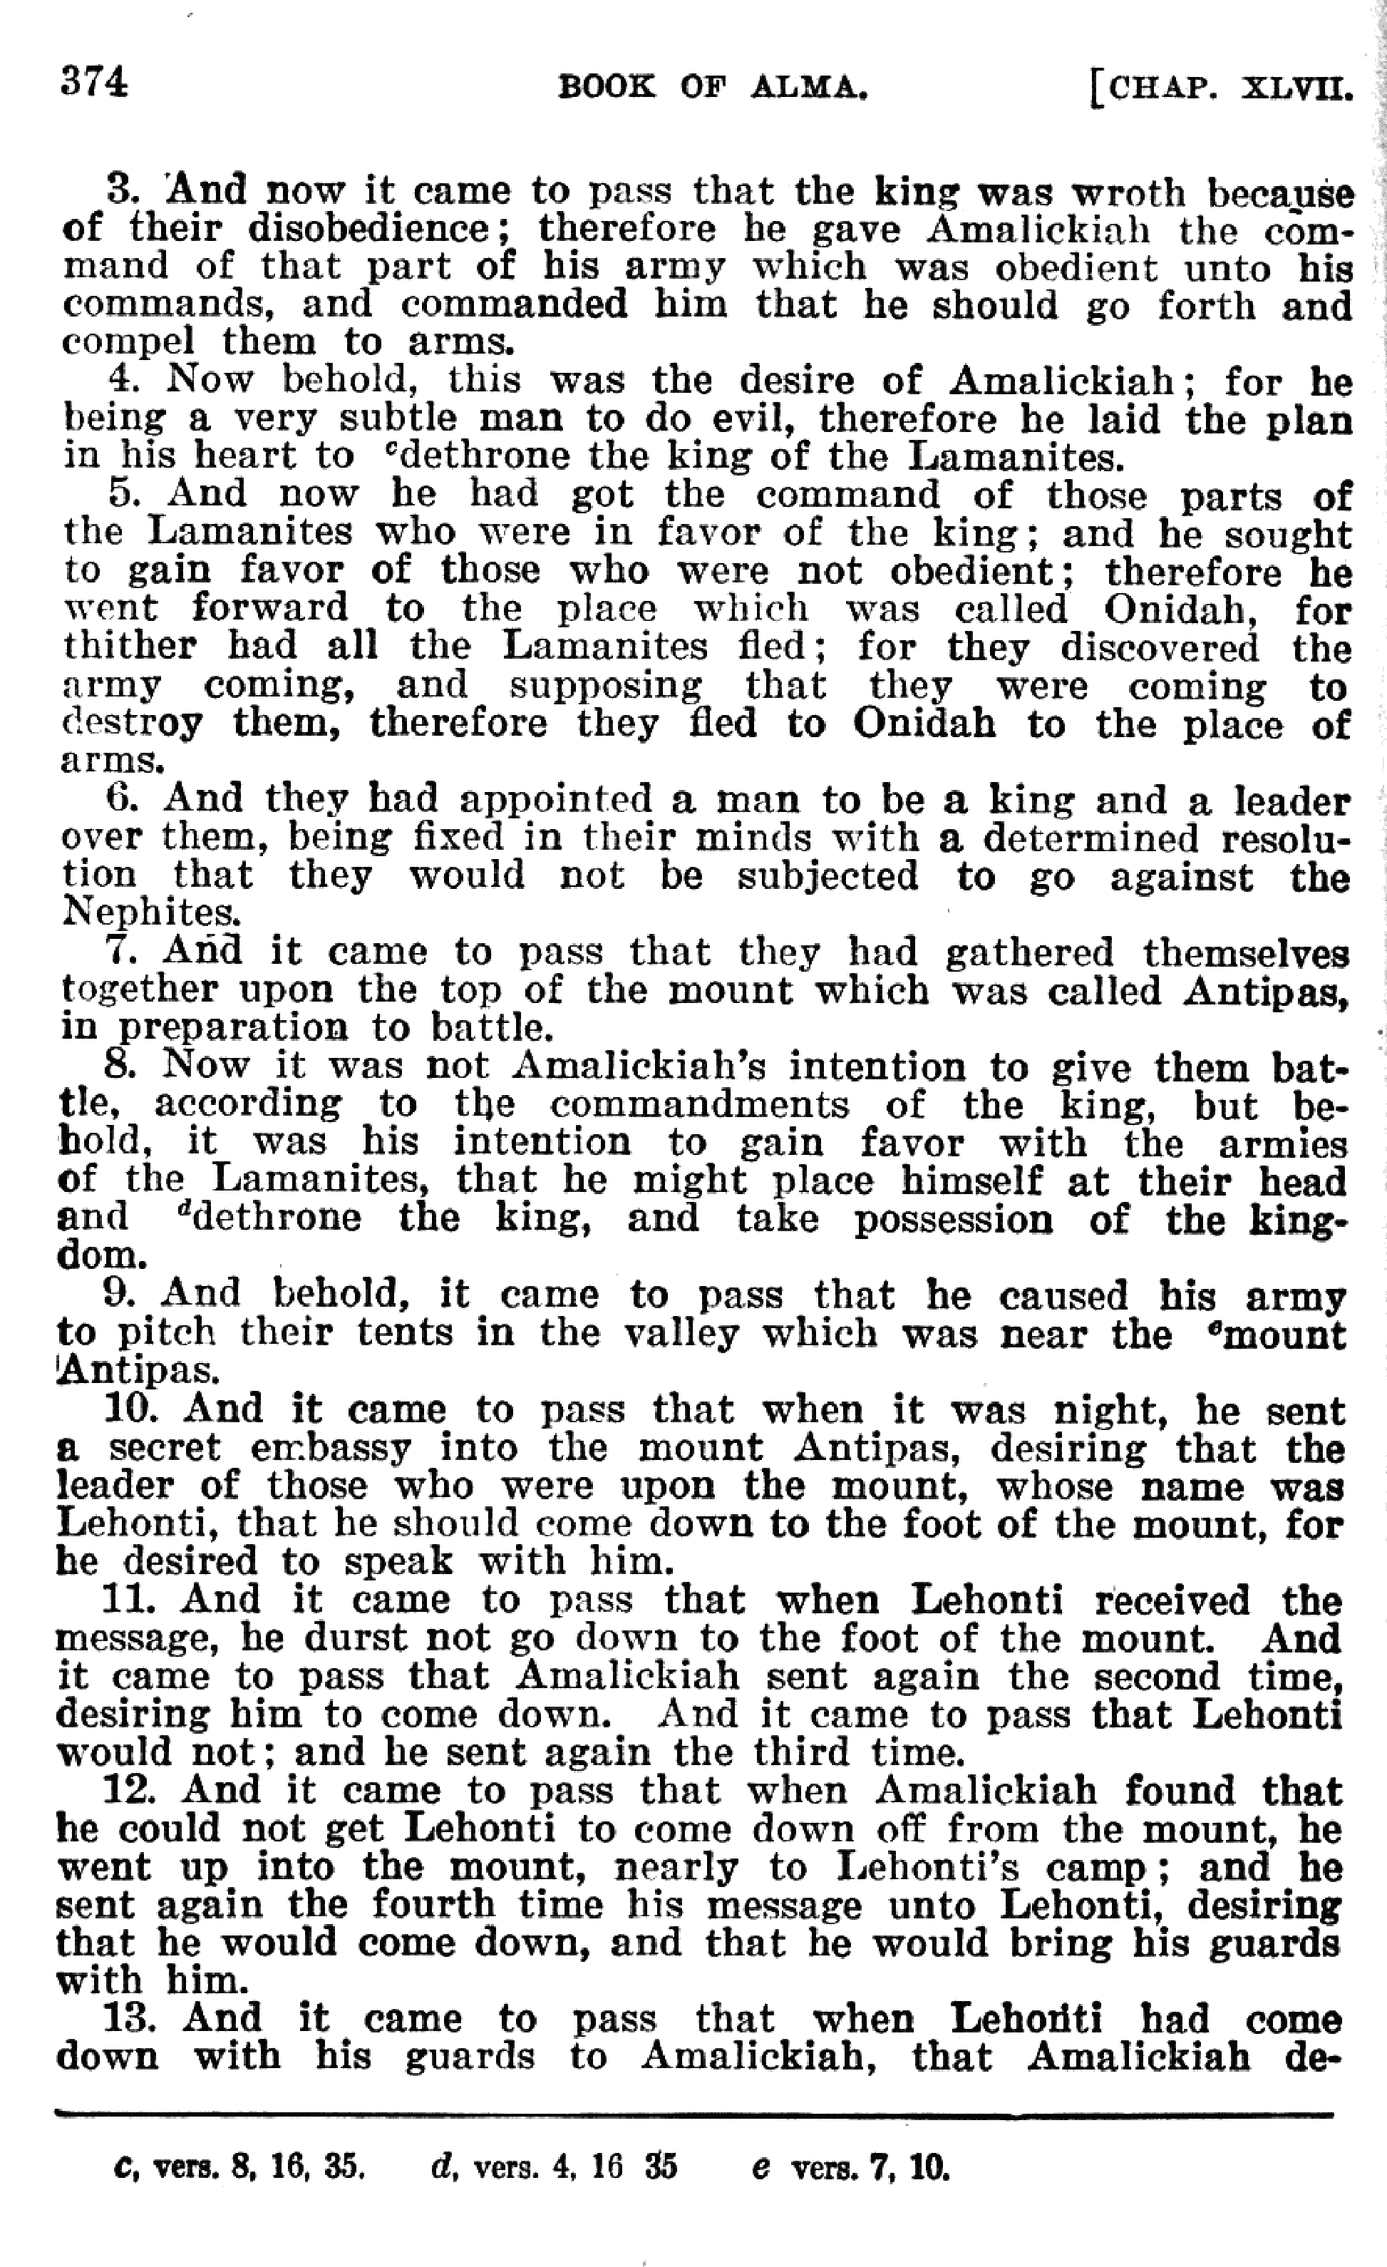 374 BOOK OF ALMA. [CHAP. XLVII.
3. And now it came to pass that the king was wroth because
of their disobedience; therefore he gave Amalickiah the com-
mand of that part of his army which was obedient unto his
commands, and commanded him that he should go forth and
compel them to arms.
4. Now behold, this was the desire of Amalickiah; for he
being a very subtle man to do evil, therefore he laid the plan
in his heart to cdethrone the king of the Lamanites.
5. And now he had got the command of those parts of
the Lamanites who were in favor of the king; and he sought
to gain favor of those who were not obedient; therefore he
went forward to the place which was called Onidah, for
thither had all the Lamanites fled; for they discovered the
army coming, and supposing that they were coming to
destroy them, therefore they fled to Onidah to the place of
arms.
6. And they had appointed a man to be a king and a leader
over them, being fixed in their minds with a determined resolu-
tion that they would not be subjected to go against the
Nephites.
7. And it came to pass that they had gathered themselves
together upon the top of the mount which was called Antipas,
in preparation to battle.
8. Now it was not Amalickiah's intention to give them bat-
tle, according to the commandments of the king, but be-
hold, it was his intention to gain favor with the armies
of the Lamanites, that he might place himself at their head
and ddethrone the king, and take possession of the king-
dom.
9. And behold, it came to pass that he caused his army
to pitch their tents in the valley which was near the emount
Antipas.
10. And it came to pass that when it was night, he sent
a secret embassy into the mount Antipas, desiring that the
leader of those who were upon the mount, whose name was
Lehonti, that he should come down to the foot of the mount, for
he desired to speak with him.
11. And it came to pass that when Lehonti received the
message, he durst not go down to the foot of the mount. And
it came to pass that Amalickiah sent again the second time,
desiring him to come down. And it came to pass that Lehonti
would not; and he sent again the third time.
12. And it came to pass that when Amalickiah found that
he could not get Lehonti to come down off from the mount, he
went up into the mount, nearly to Lehonti's camp; and he
sent again the fourth time his message unto Lehonti, desiring
that he would come down, and that he would bring his guards
with him.
13. And it came to pass that when Lehonti had come
down with his guards to Amalickiah, that Amalickiah de-
c, vers. 8, 16, 35. d, vers. 4, 16 35 e vers. 7, 10.